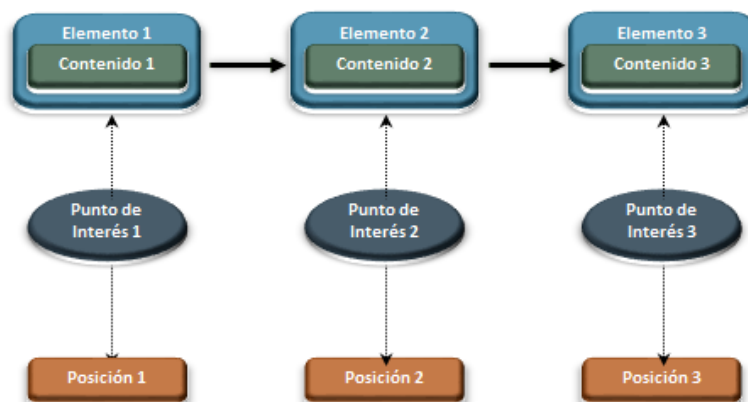 Elemento 1
Contenido 1
Elemento 2
Contenido 2
Elemento 3
Contenido 3
Punto de
Interés 1
Punto de
Interés 2
Punto de
Interés 3
Posición 1
Posición 2
Posición 3